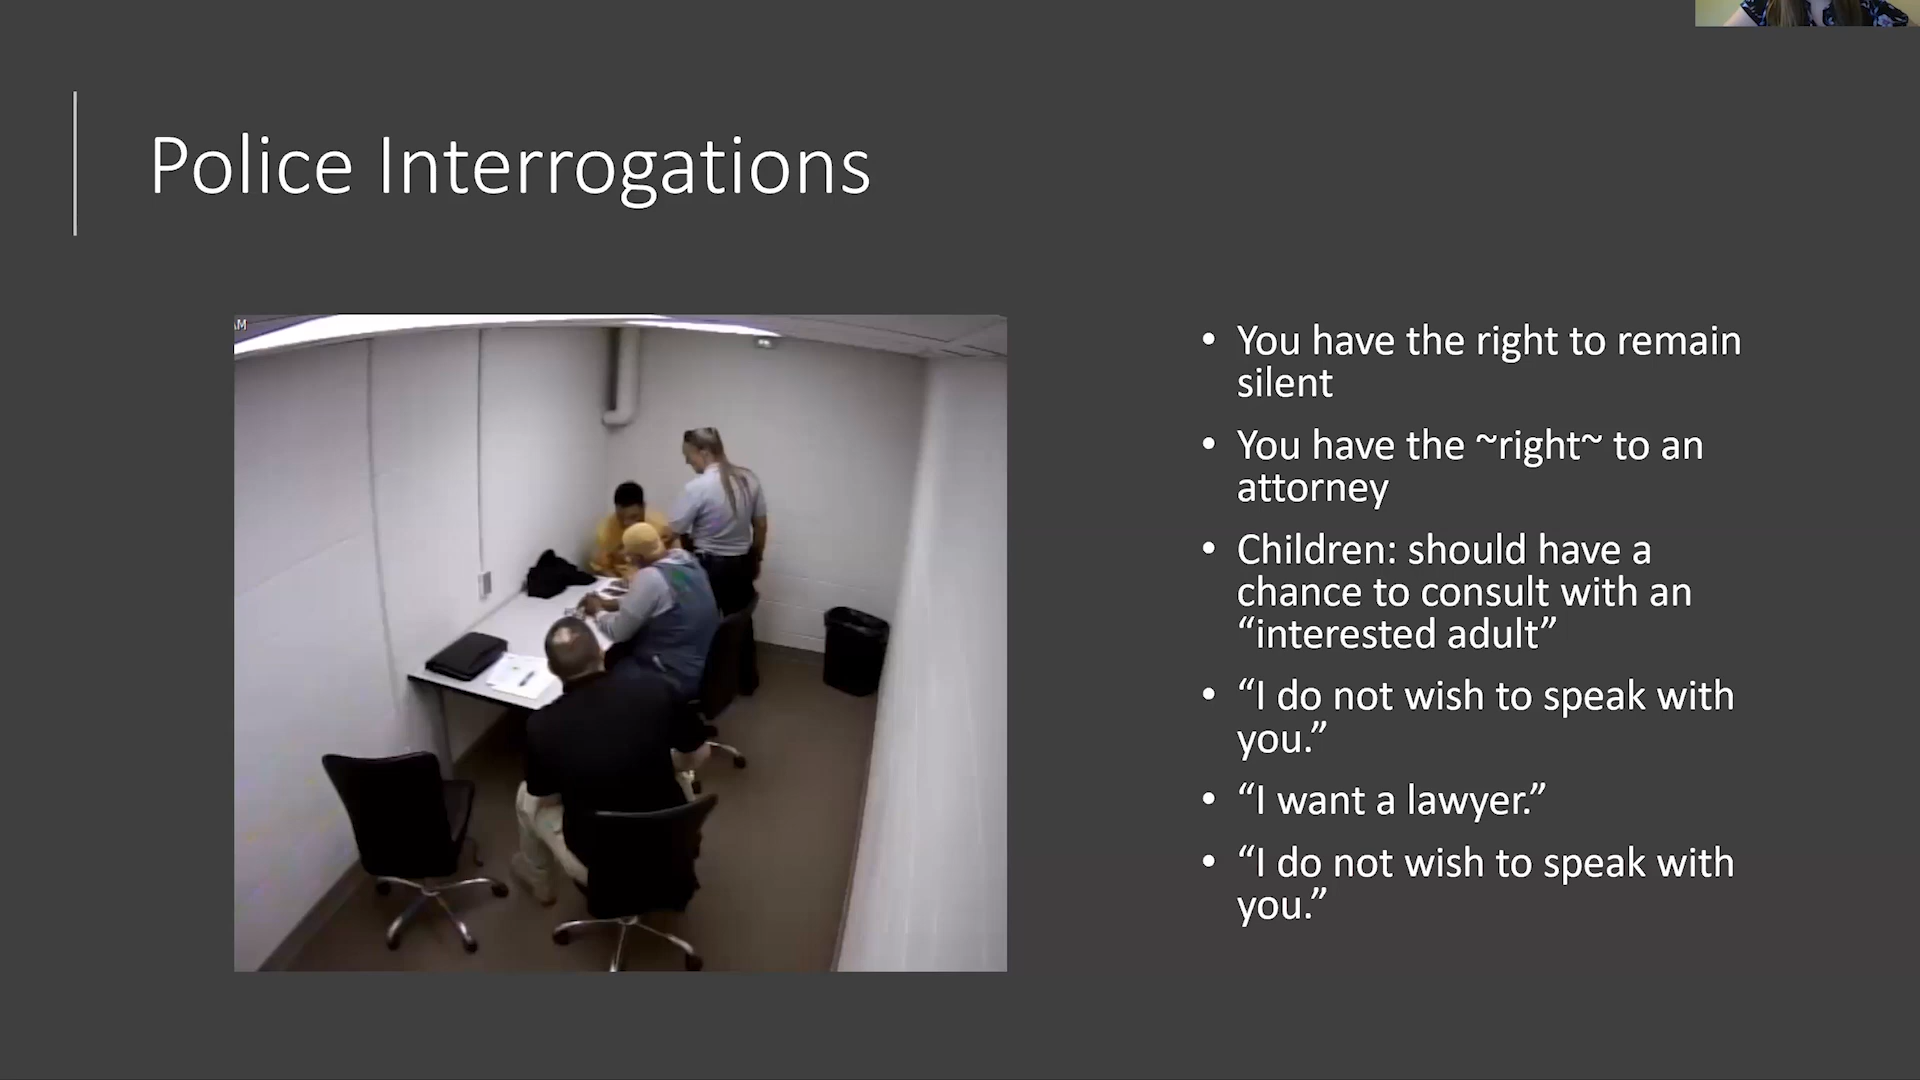 Police Interrogations
AM
• You have the right to remain
silent
• You have the ~right~ to an
attorney
• Children: should have a
chance to consult with an
“interested adult”
• “I do not wish to speak with
you.”
• “I want a lawyer.”
• “I do not wish to speak with
you.”